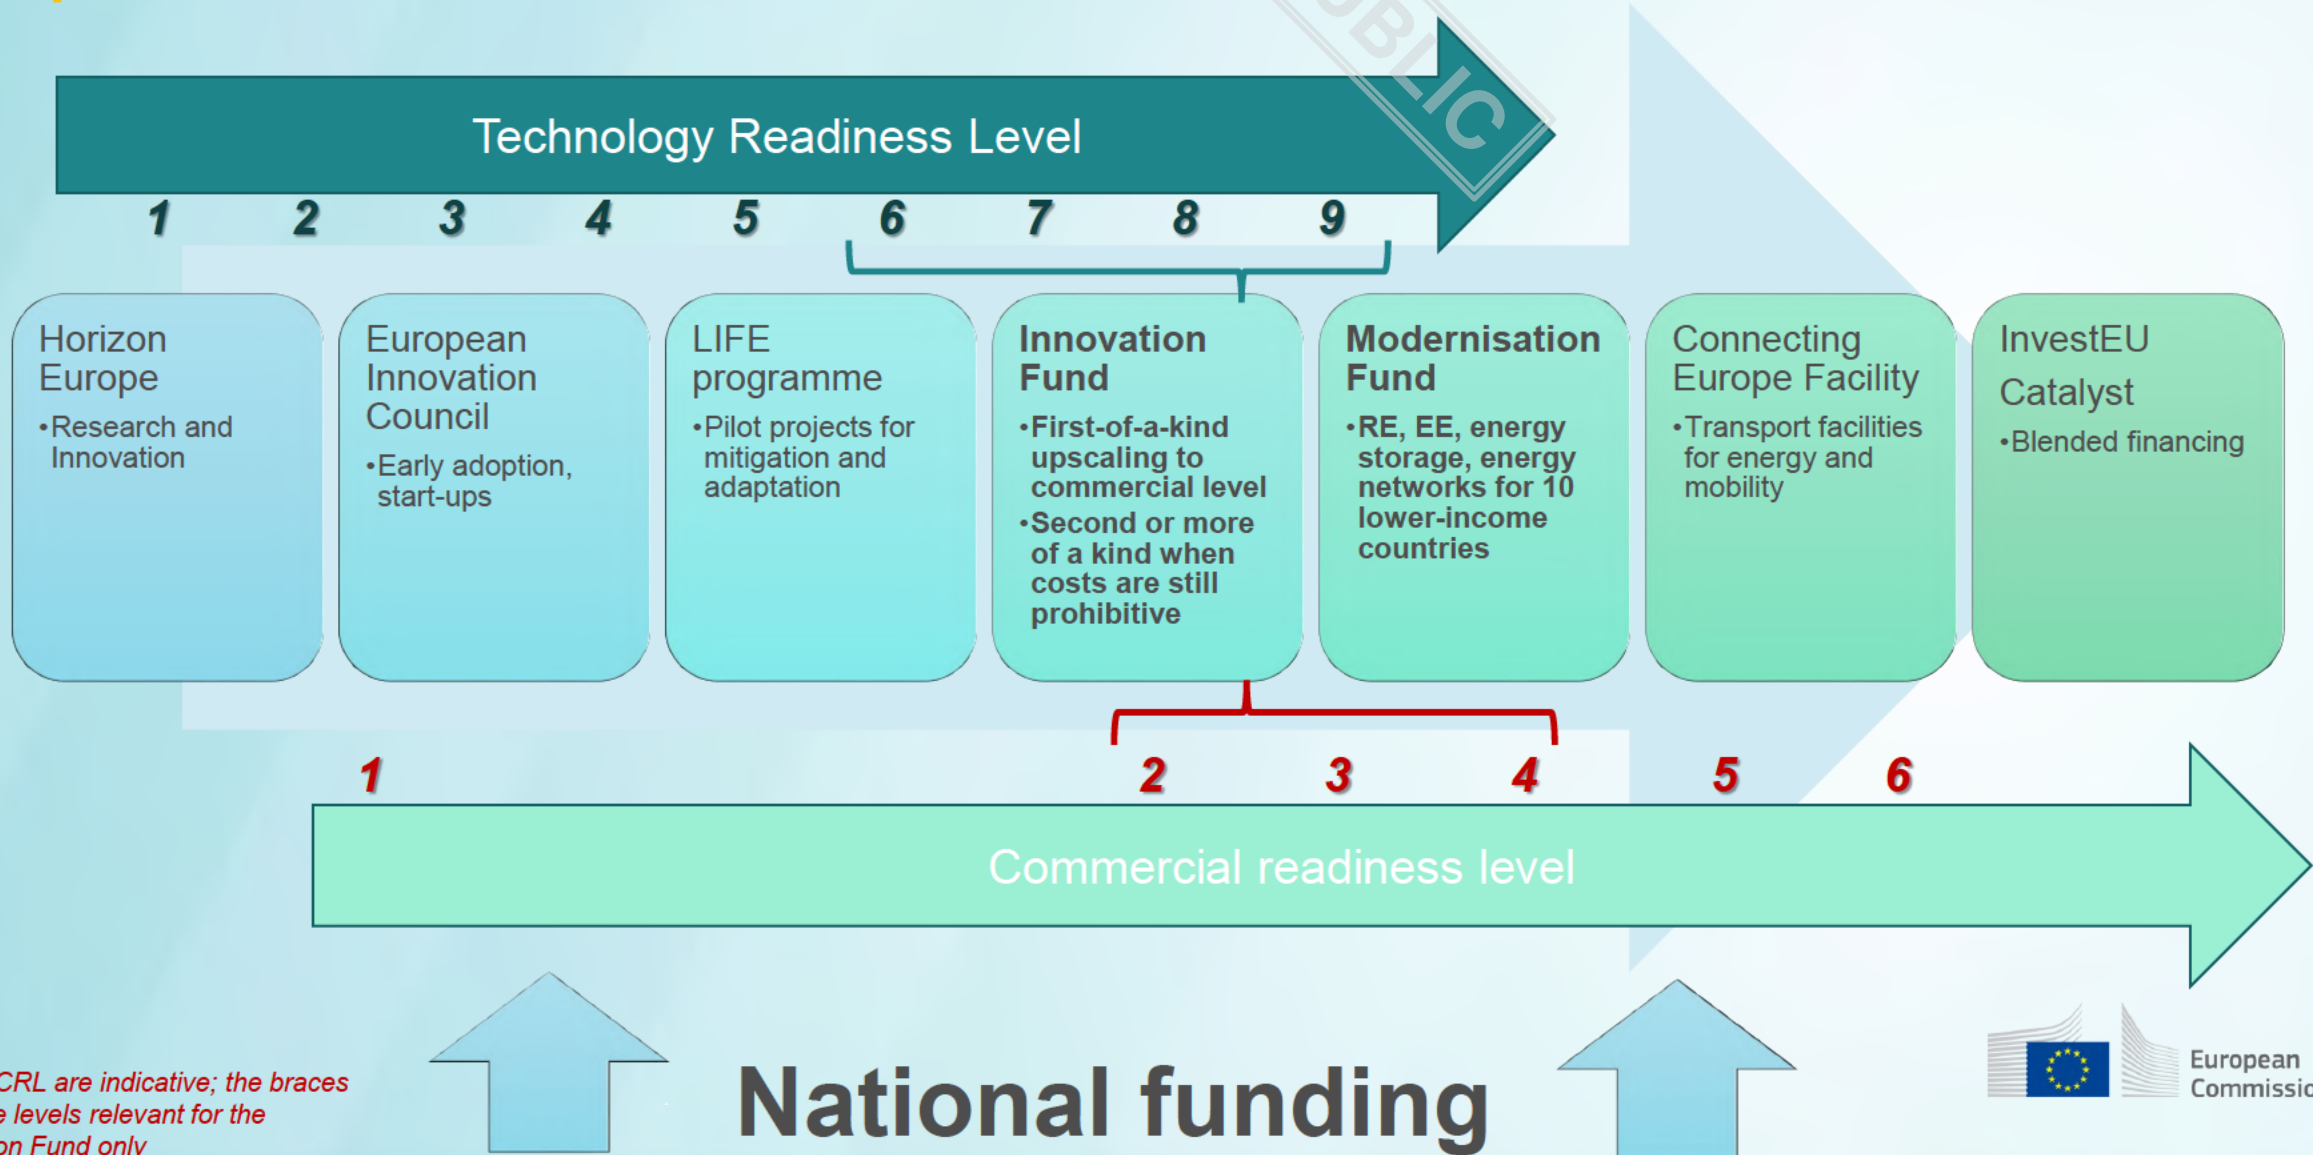 PUBLIC
Technology Readiness Level
1 2 3 4 5 6 7 8 9
Horizon
Europe
•Research and
Innovation
European
Innovation
Council
•Early adoption,
start-ups
LIFE
programme
•Pilot projects for
mitigation and
adaptation
Innovation
Fund
•First-of-a-kind
upscaling to
commercial level
•Second or more
of a kind when
costs are still
prohibitive
Modernisation
Fund
•RE, EE, energy
storage, energy
networks for 10
lower-income
countries
Connecting
Europe Facility
•Transport facilities
for energy and
mobility
InvestEU
Catalyst
•Blended financing
1 2 3 4 5 6
Commercial readiness level
National funding
CRL are indicative; the braces
levels relevant for the
Fund only
European